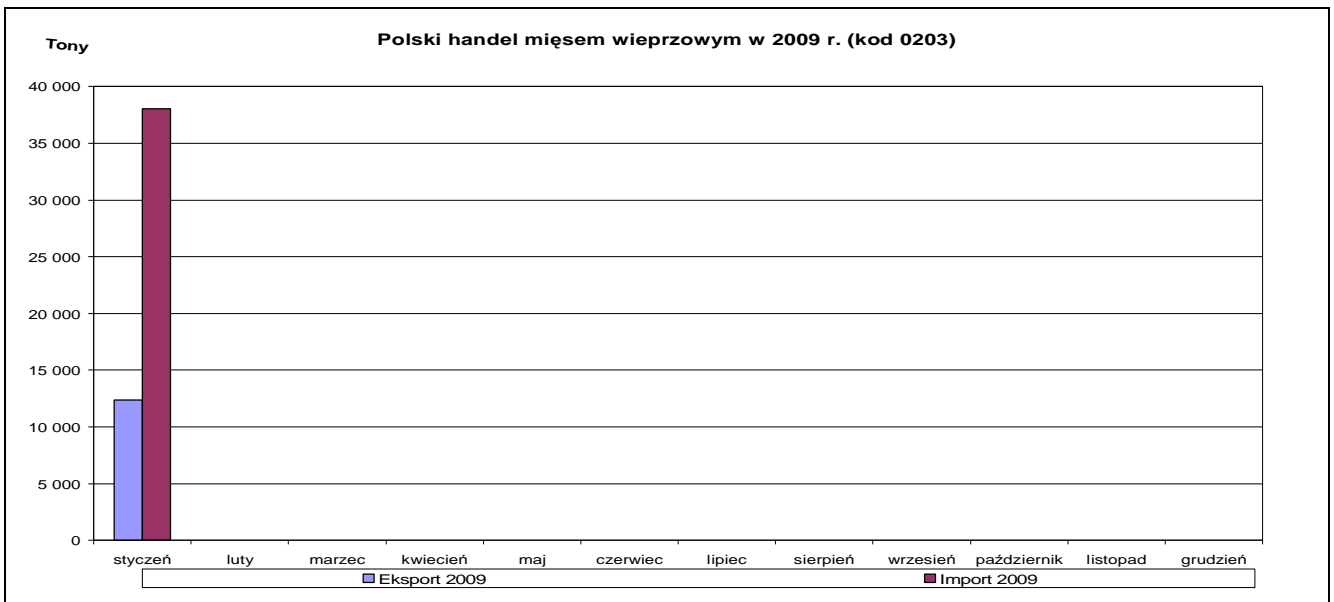 Tony
Polski handel mięsem wieprzowym w 2009 r. (kod 0203)
40 000
35 000
30 000
25 000
20 000
15 000
10 000
5 000
0
styczeń luty marzec kwiecień maj czerwiec lipiec sierpień wrzesień październik listopad grudzień
Eksport 2009 Import 2009